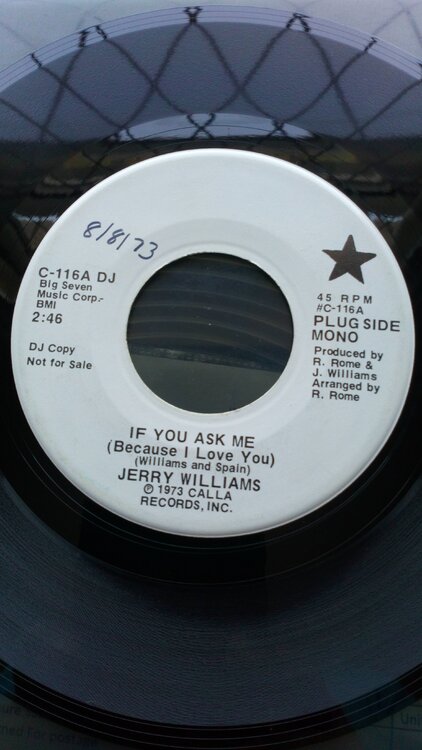 8/8/73
C-116A DJ
Big Seven
Music Corp.-
BMI
2:46
DJ Copy
Not for Sale
45 RPM
#C-116A
PLUG SIDE
MONO
Produced by
R. Rome &
J. Williams
Arranged by
R. Rome
IF YOU ASK ME
(Because I Love You)
(Williams and Spain)
JERRY WILLIAMS
℗ 1973 CALLA
RECORDS, INC.